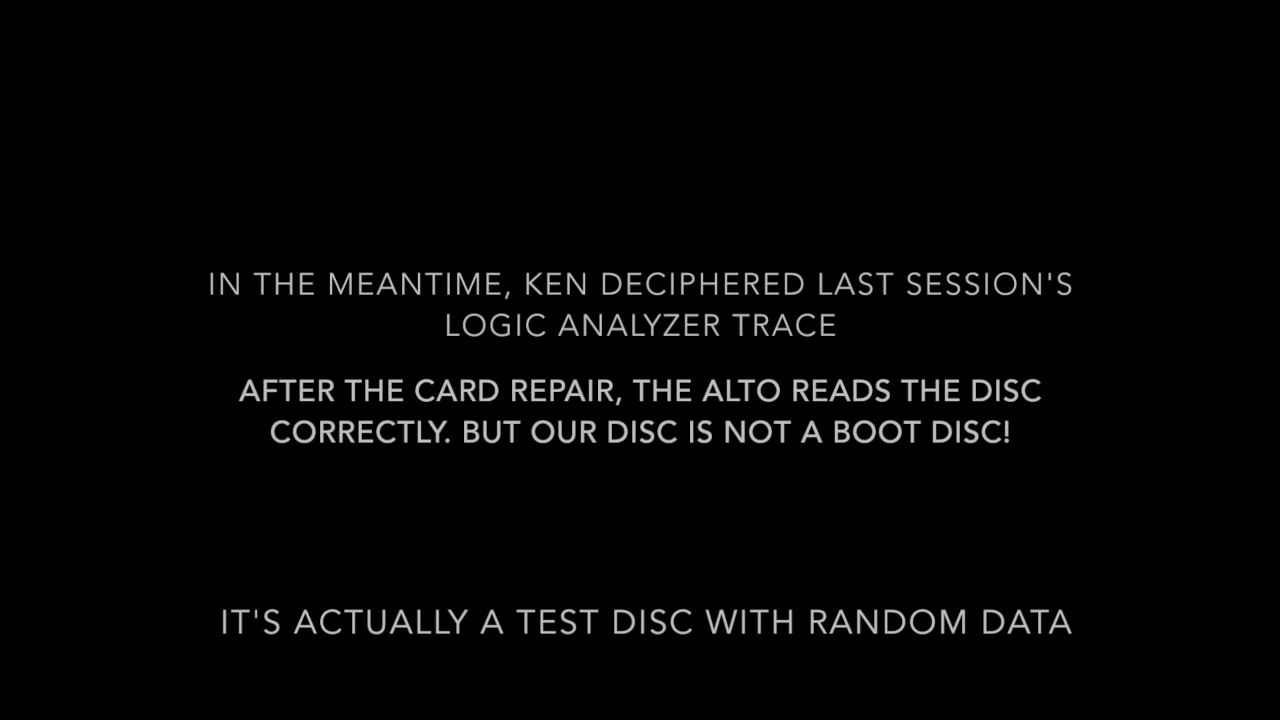 IN THE MEANTIME, KEN DECIPHERED LAST SESSION'S
LOGIC ANALYZER TRACE
AFTER THE CARD REPAIR, THE ALTO READS THE DISC
CORRECTLY. BUT OUR DISC IS NOT A BOOT DISC!
IT'S ACTUALLY A TEST DISC WITH RANDOM DATA